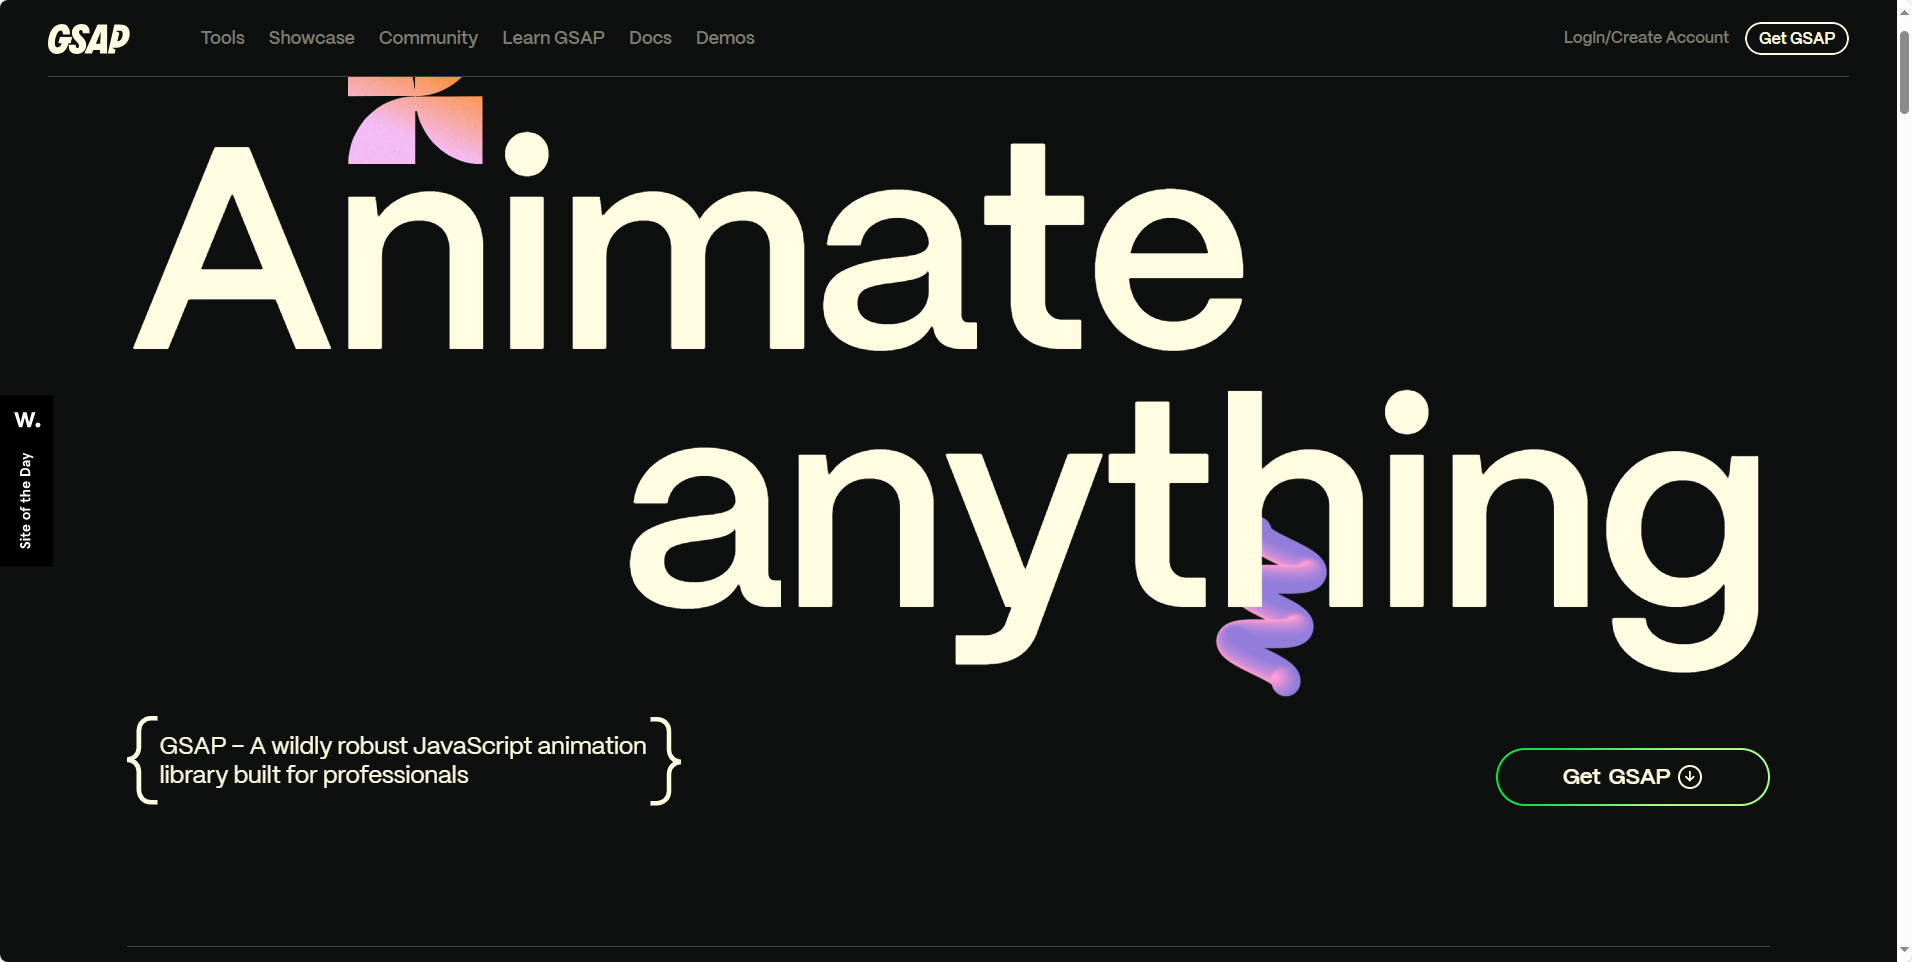 GSAP
Tools Showcase Community Learn GSAP Docs Demos
LogIn/Create Account
Get GSAP
Animate
anything
W.
Site of the Day
{ GSAP – A wildly robust JavaScript animation
library built for professionals }
Get GSAP